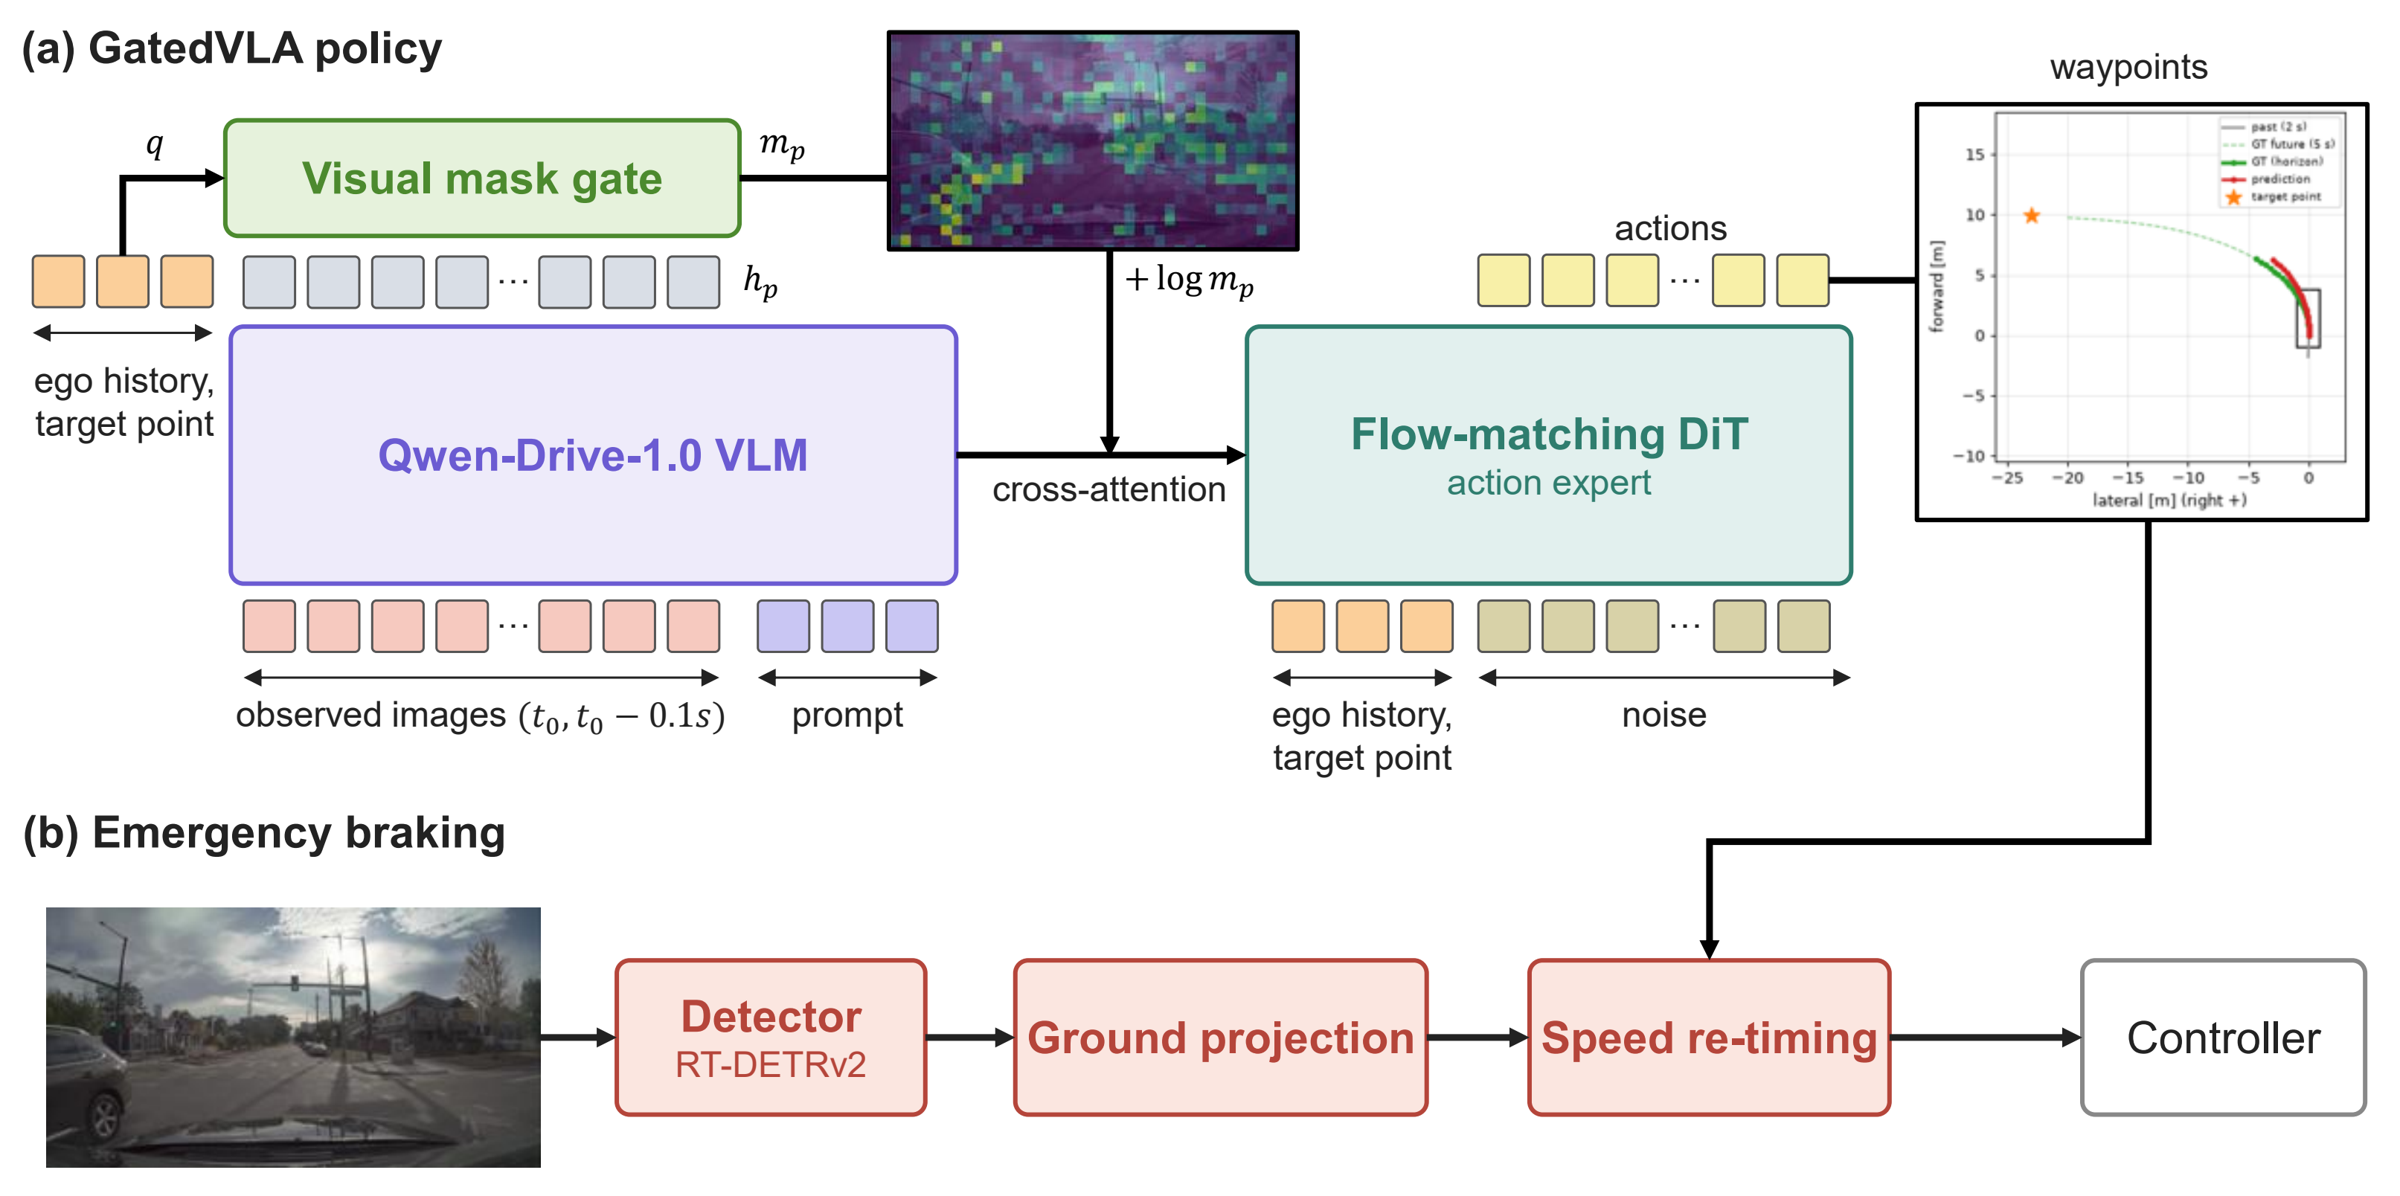 (a) GatedVLA policy
q
Visual mask gate
m_p
h_p
ego history,
target point
+ log m_p
Qwen-Drive-1.0 VLM
cross-attention
Flow-matching DiT
action expert
actions
waypoints
past (2 s)
GT future (5 s)
GT (horizon)
prediction
target point
15
10
5
0
−5
−10
forward [m]
−25 −20 −15 −10 −5 0
lateral [m] (right +)
...
...
...
...
observed images (t₀, t₀ − 0.1s)
prompt
ego history,
target point
noise
(b) Emergency braking
Detector
RT-DETRv2
Ground projection
Speed re-timing
Controller